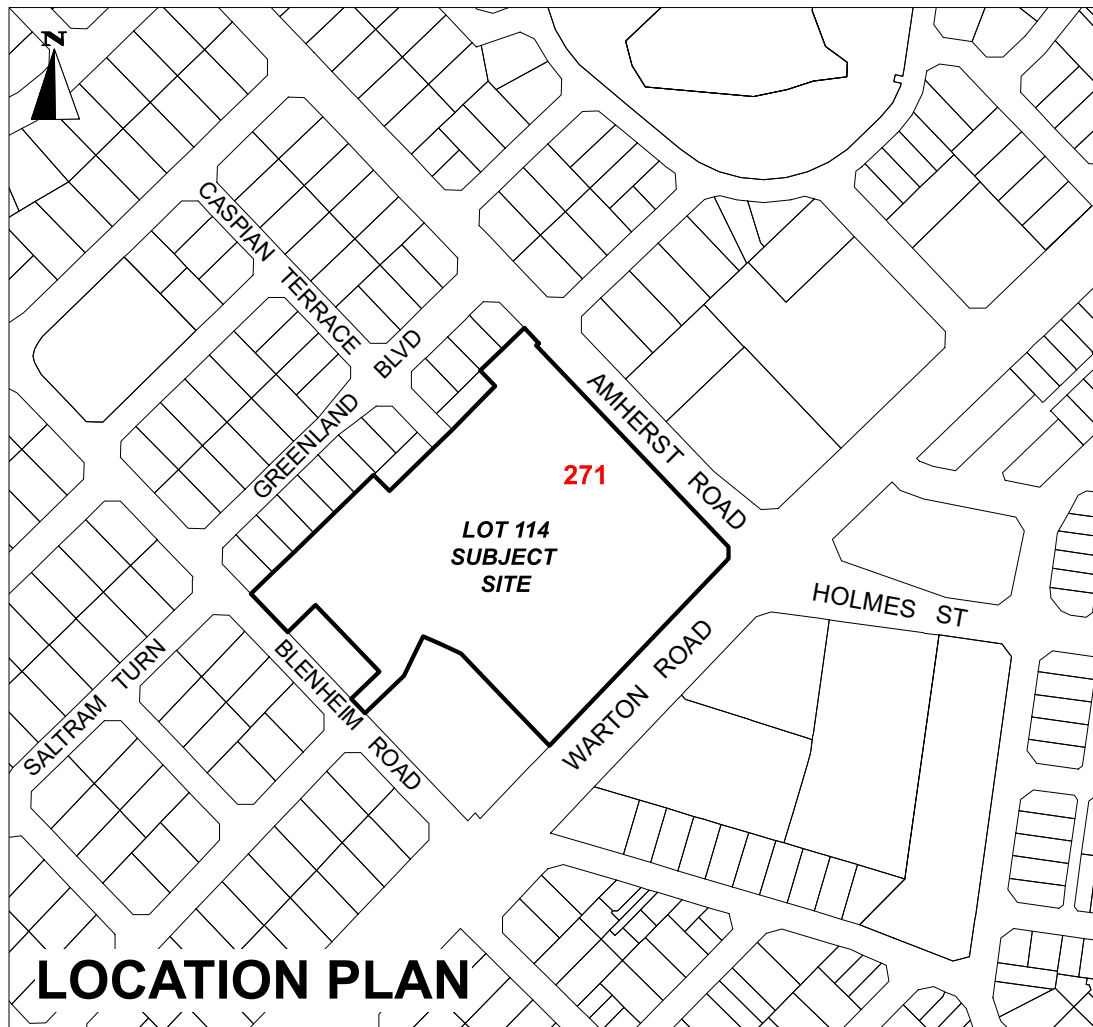 N
CASPIAN TERRACE
GREENLAND BLVD
AMHERST ROAD
271
LOT 114
SUBJECT
SITE
HOLMES ST
WARTON ROAD
BLENHEIM ROAD
SALTRAM TURN
LOCATION PLAN